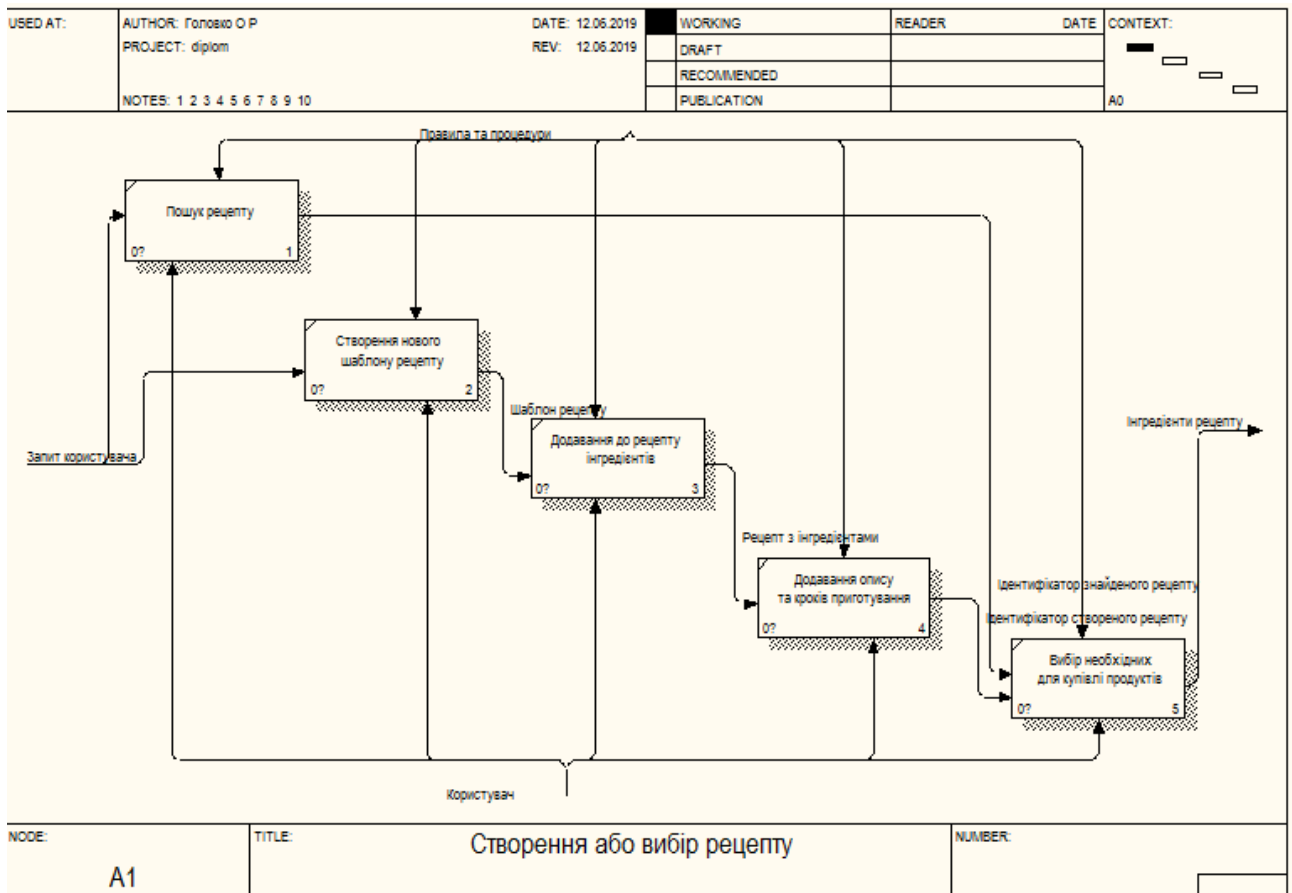 USED AT:
AUTHOR: Головко О Р
DATE: 12.06.2019
WORKING
READER
DATE
CONTEXT:
PROJECT: diplom
REV: 12.06.2019
DRAFT
RECOMMENDED
NOTES: 1 2 3 4 5 6 7 8 9 10
PUBLICATION
A0
Правила та процедури
Пошук рецепту
0?
1
Створення нового
шаблону рецепту
0?
2
Шаблон рецепту
Додавання до рецепту
інгредієнтів
0?
3
Інгредієнти рецепту
Запит користувача
Рецепт з інгредієнтами
Додавання опису
та кроків приготування
0?
4
Ідентифікатор знайденого рецепту
Ідентифікатор створеного рецепту
Вибір необхідних
для купівлі продуктів
0?
5
Користувач
NODE:
A1
TITLE:
Створення або вибір рецепту
NUMBER: